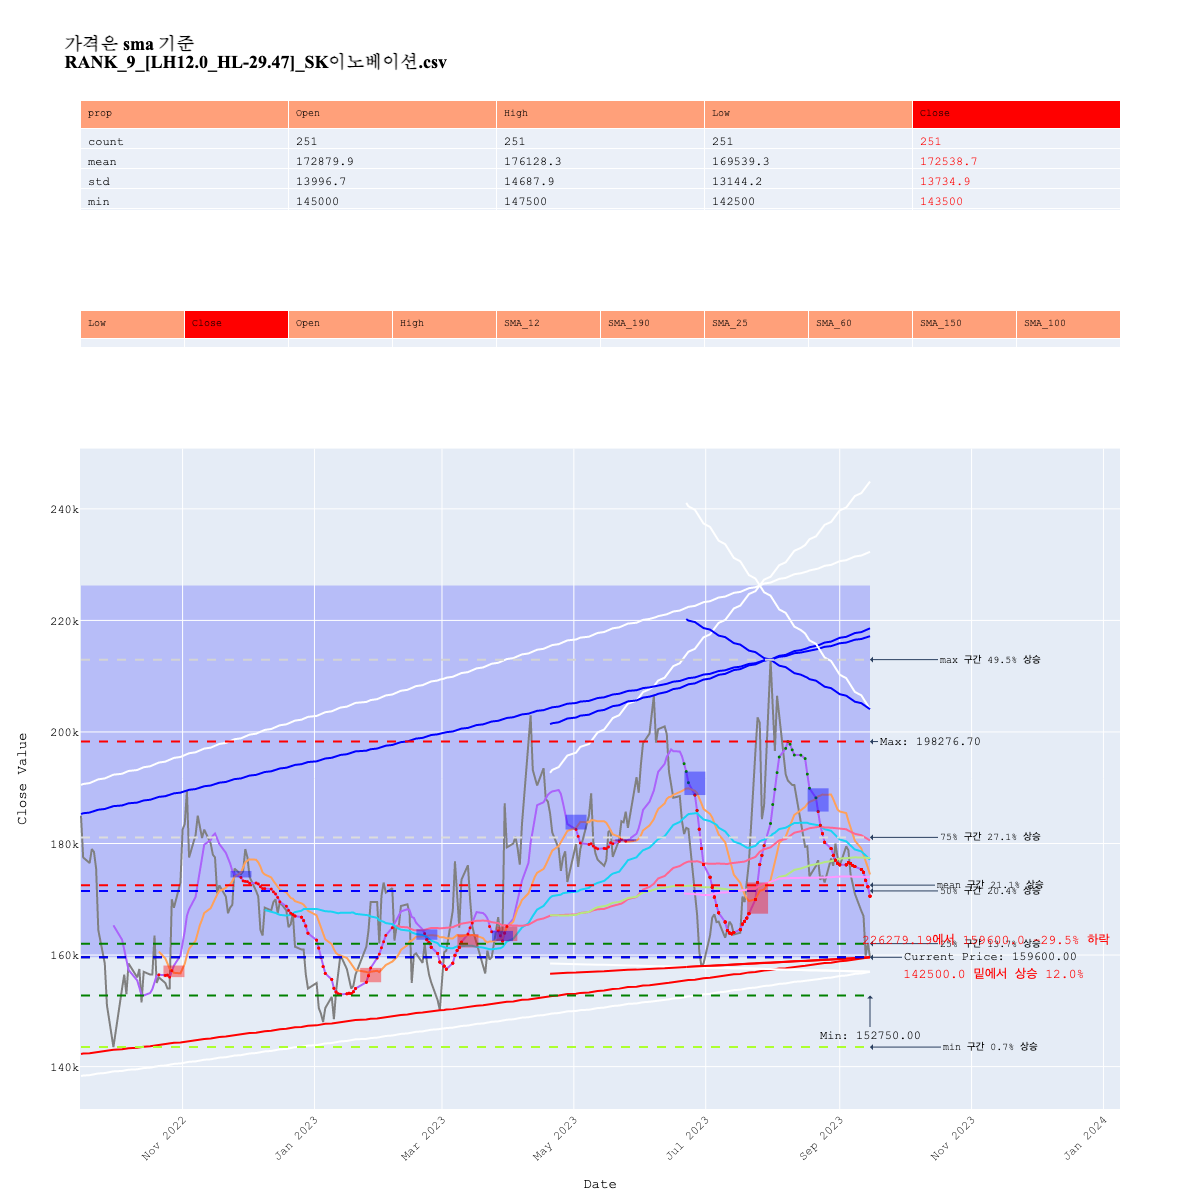 가격은 sma 기준
RANK_9_[LH12.0_HL-29.47]_SK이노베이션.csv
prop Open High Low Close
count 251 251 251 251
mean 172879.9 176128.3 169539.3 172538.7
std 13996.7 14687.9 13144.2 13734.9
min 145000 147500 142500 143500
Low Close Open High SMA_12 SMA_190 SMA_25 SMA_60 SMA_150 SMA_100
240k
220k
max 구간 49.5% 상승
200k
Max: 198276.70
Close Value
180k
75% 구간 27.1% 상승
mean 구간 21.1% 상승
50% 구간 20.4% 상승
226279.19에서 159600.0 -29.5% 하락
25% 구간 13.7% 상승
160k
Current Price: 159600.00
142500.0 밑에서 상승 12.0%
Min: 152750.00
min 구간 0.7% 상승
140k
Nov 2022
Jan 2023
Mar 2023
May 2023
Jul 2023
Sep 2023
Nov 2023
Jan 2024
Date